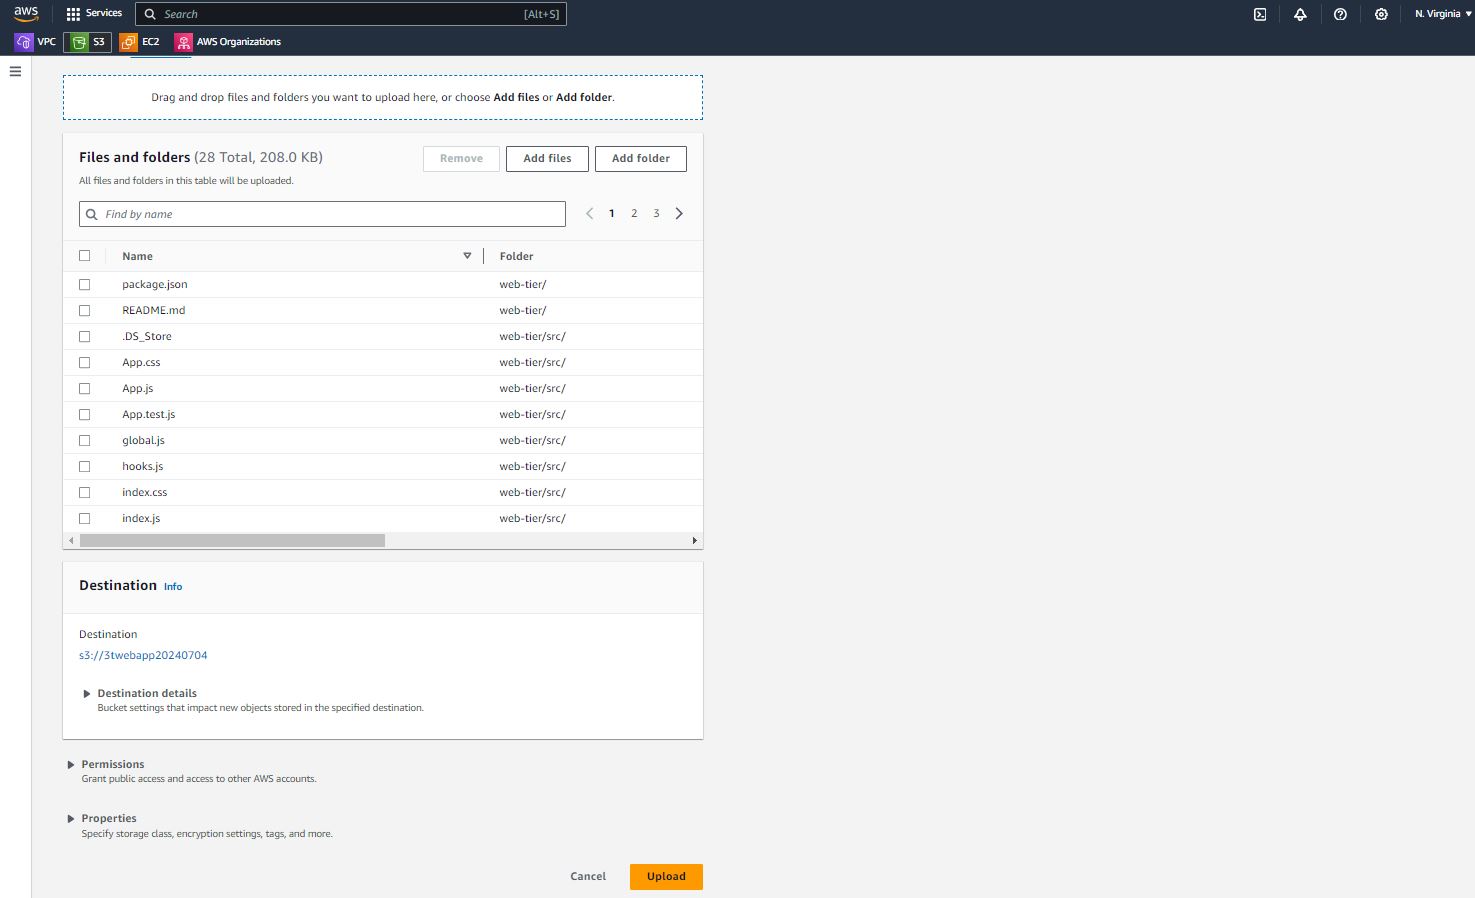 aws
Services
Search
[Alt+S]
N. Virginia
VPC
S3
EC2
AWS Organizations
Drag and drop files and folders you want to upload here, or choose Add files or Add folder.
Files and folders (28 Total, 208.0 KB)
Remove
Add files
Add folder
All files and folders in this table will be uploaded.
Find by name
1 2 3
Name
Folder
package.json web-tier/
README.md web-tier/
.DS_Store web-tier/src/
App.css web-tier/src/
App.js web-tier/src/
App.test.js web-tier/src/
global.js web-tier/src/
hooks.js web-tier/src/
index.css web-tier/src/
index.js web-tier/src/
Destination Info
Destination
s3://3twebapp20240704
Destination details
Bucket settings that impact new objects stored in the specified destination.
Permissions
Grant public access and access to other AWS accounts.
Properties
Specify storage class, encryption settings, tags, and more.
Cancel
Upload